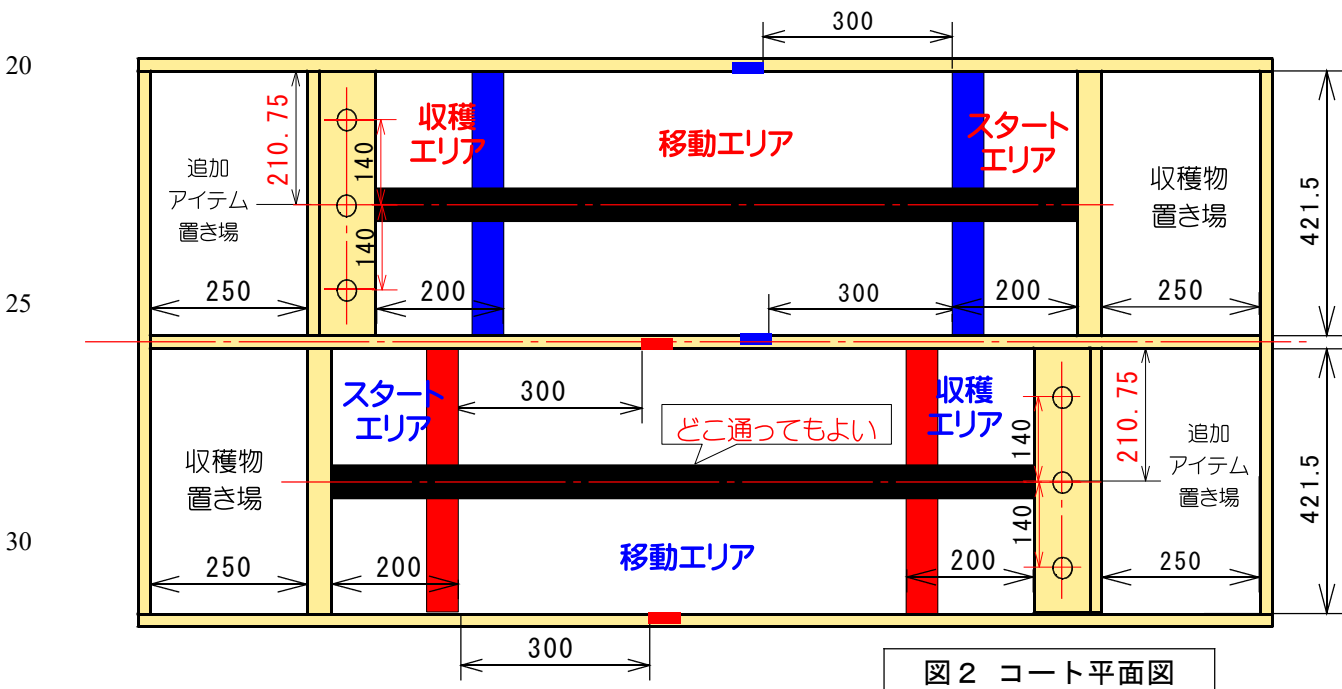 300
20
210.75
収穫
エリア
移動エリア
スタート
エリア
追加
アイテム
置き場
140
140
収穫物
置き場
421.5
25
250
200
300
200
250
スタート
エリア
300
収穫
エリア
どこ通ってもよい
210.75
追加
アイテム
置き場
収穫物
置き場
140
140
421.5
30
250
200
移動エリア
200
250
300
図2 コート平面図